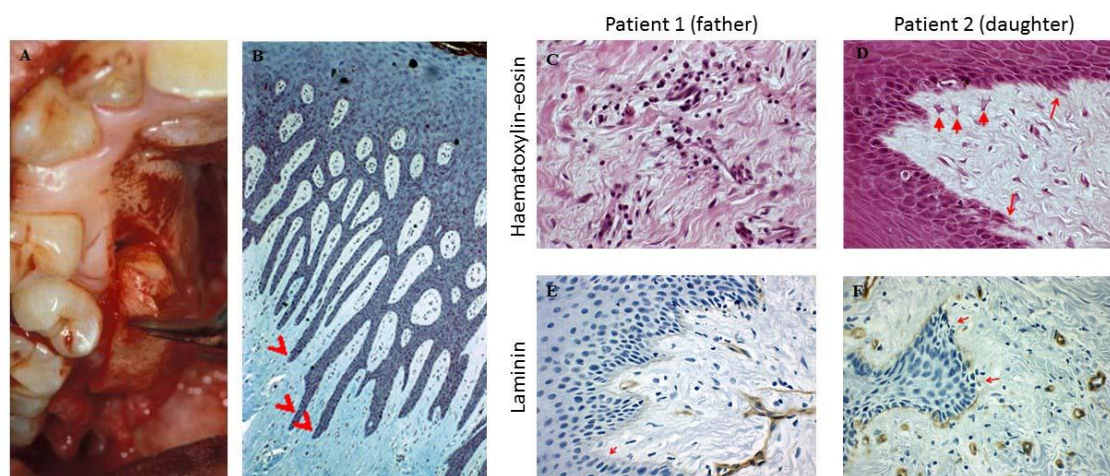 Patient 1 (father)
Patient 2 (daughter)
A
B
Haematoxylin-eosin
C
D
Laminin
E
F